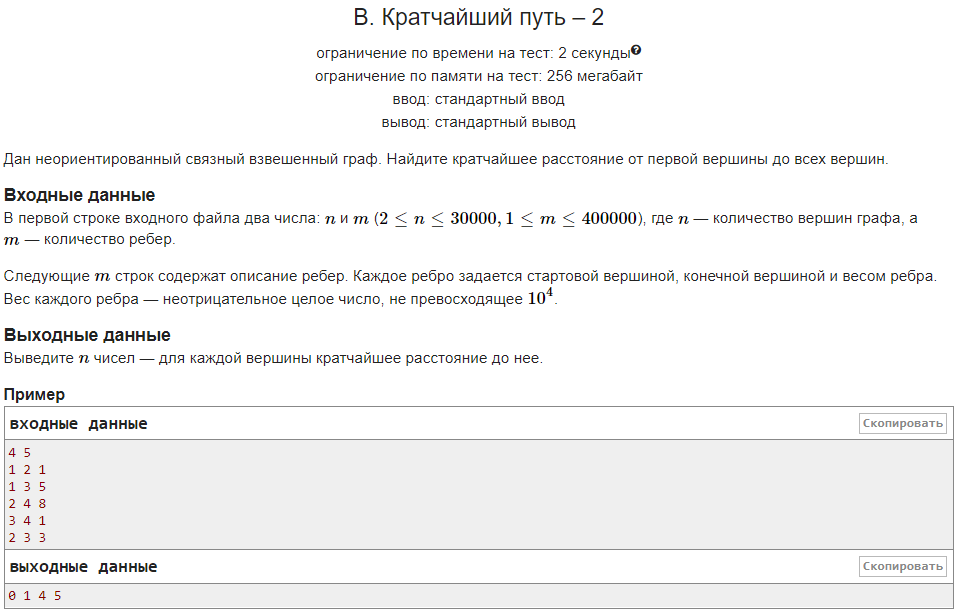 B. Кратчайший путь – 2
ограничение по времени на тест: 2 секунды?
ограничение по памяти на тест: 256 мегабайт
ввод: стандартный ввод
вывод: стандартный вывод
Дан неориентированный связный взвешенный граф. Найдите кратчайшее расстояние от первой вершины до всех вершин.
Входные данные
В первой строке входного файла два числа: n и m (2 ≤ n ≤ 30000, 1 ≤ m ≤ 400000), где n — количество вершин графа, а
m — количество ребер.
Следующие m строк содержат описание ребер. Каждое ребро задается стартовой вершиной, конечной вершиной и весом ребра.
Вес каждого ребра — неотрицательное целое число, не превосходящее 10⁴.
Выходные данные
Выведите n чисел — для каждой вершины кратчайшее расстояние до нее.
Пример
входные данные Скопировать
4 5
1 2 1
1 3 5
2 4 8
3 4 1
2 3 3
выходные данные Скопировать
0 1 4 5